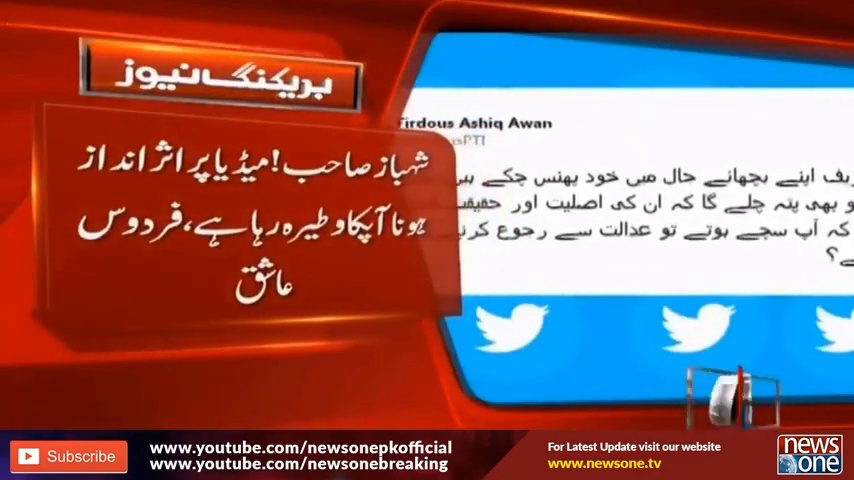 بریکنگ نیوز
شہباز صاحب! میڈیا پر اثر انداز
ہونا آپکا وطیرہ رہا ہے، فردوس
عاشق
Firdous Ashiq Awan
اپنے بچھائے جال میں خود پھنس چکے
بھی پتہ چلے گا کہ ان کی اصلیت اور
کہ آپ سچے ہوتے تو عدالت سے رجوع
Subscribe
www.youtube.com/newsonepkofficial
www.youtube.com/newsonebreaking
For Latest Update visit our website
www.newsone.tv
news
one